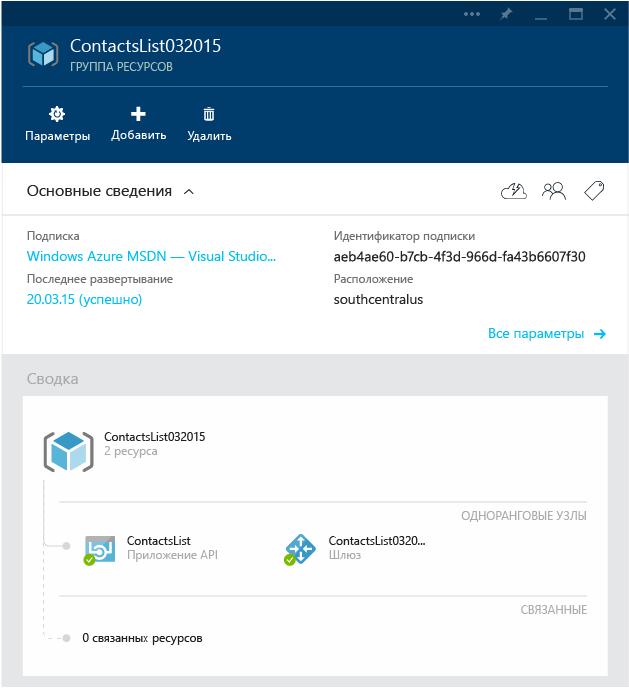 ContactsList032015
ГРУППА РЕСУРСОВ
Параметры
Добавить
Удалить
Основные сведения
Подписка
Идентификатор подписки
Windows Azure MSDN — Visual Studio...
aeb4ae60-b7cb-4f3d-966d-fa43b6607f30
Последнее развертывание
Расположение
20.03.15 (успешно)
southcentralus
Все параметры
Сводка
ContactsList032015
2 ресурса
ОДНОРАНГОВЫЕ УЗЛЫ
ContactsList
Приложение API
ContactsList0320...
Шлюз
СВЯЗАННЫЕ
0 связанных ресурсов